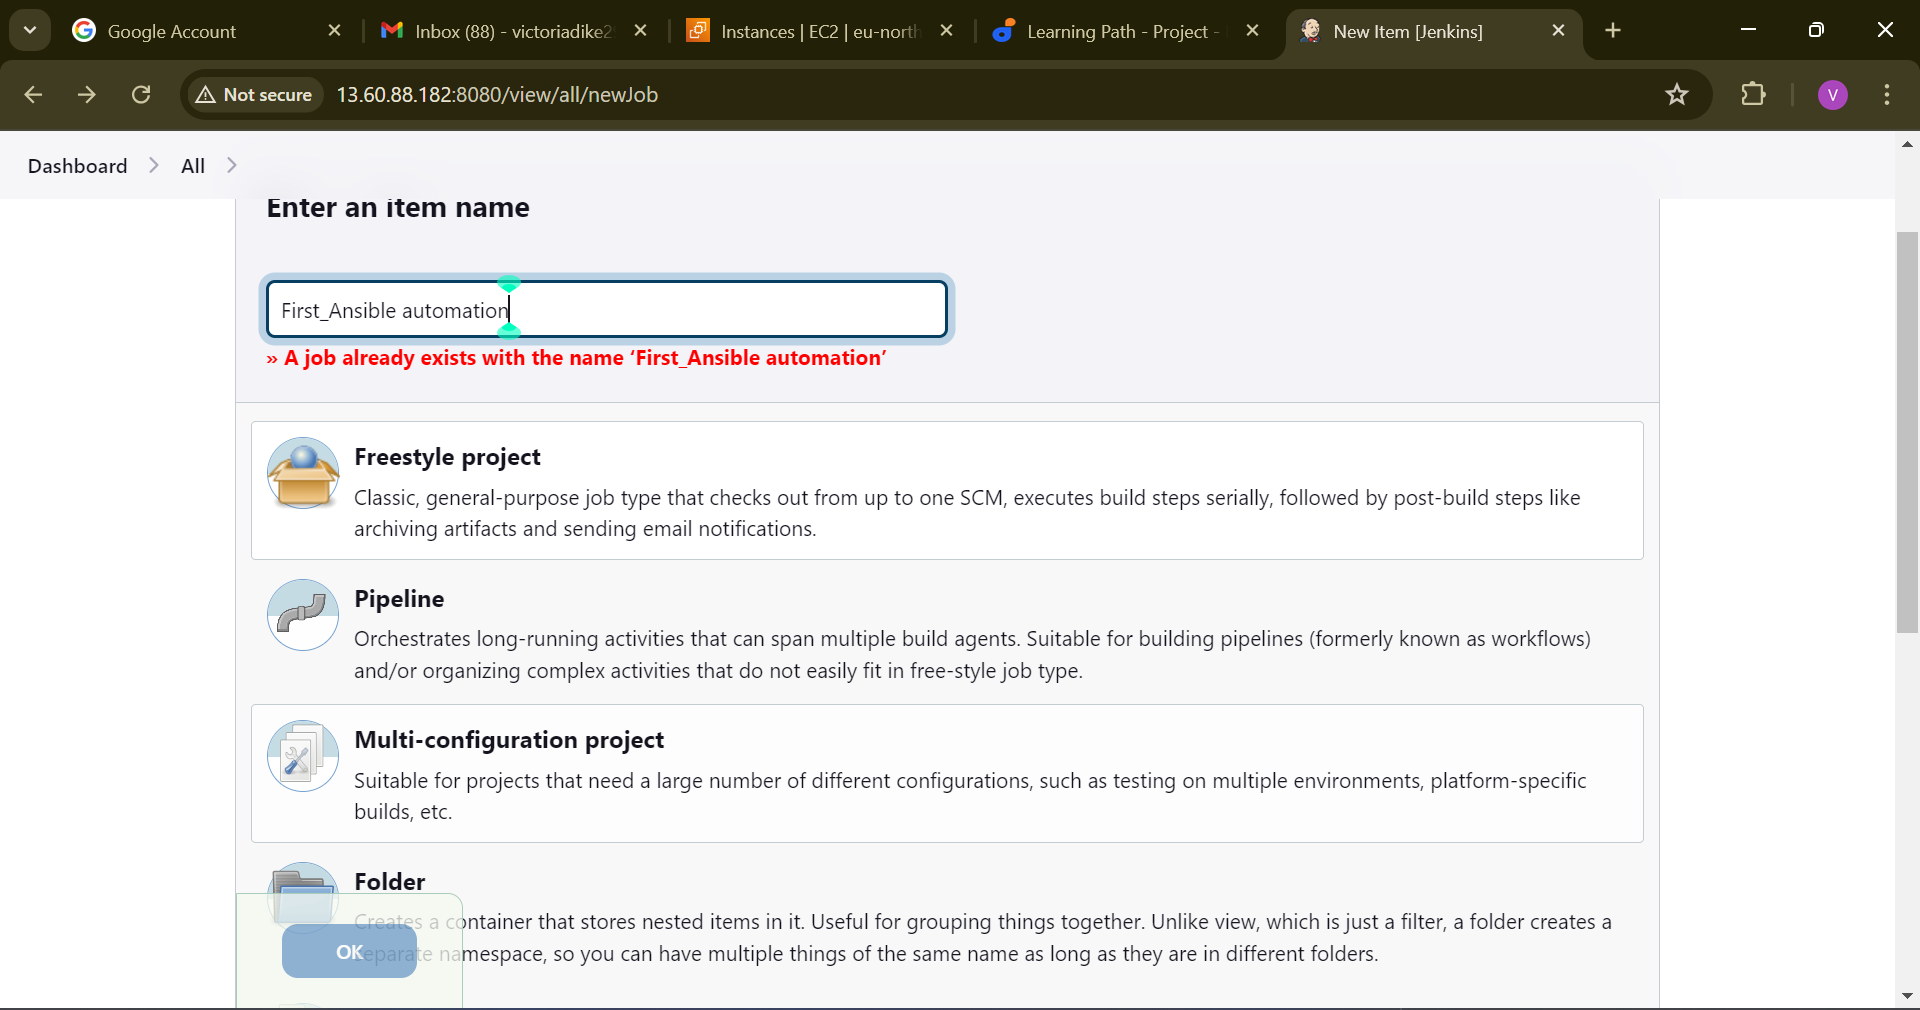 Google Account
Inbox (88) - victoriadike2
Instances | EC2 | eu-north
Learning Path - Project -
New Item [Jenkins]
Not secure
13.60.88.182:8080/view/all/newJob
V
Dashboard
All
Enter an item name
First_Ansible automation
» A job already exists with the name ‘First_Ansible automation’
Freestyle project
Classic, general-purpose job type that checks out from up to one SCM, executes build steps serially, followed by post-build steps like
archiving artifacts and sending email notifications.
Pipeline
Orchestrates long-running activities that can span multiple build agents. Suitable for building pipelines (formerly known as workflows)
and/or organizing complex activities that do not easily fit in free-style job type.
Multi-configuration project
Suitable for projects that need a large number of different configurations, such as testing on multiple environments, platform-specific
builds, etc.
Folder
Creates a container that stores nested items in it. Useful for grouping things together. Unlike view, which is just a filter, a folder creates a
separate namespace, so you can have multiple things of the same name as long as they are in different folders.
OK